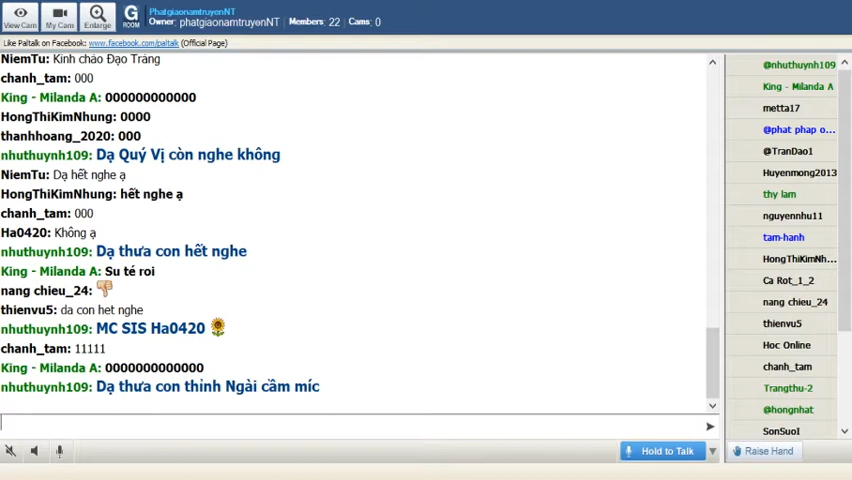 View Cam
My Cam
Enlarge
G
ROOM
PhatgiaonamtruyenNT
Owner: phatgiaonamtruyenNT Members: 22 Cams: 0
Like Paltalk on Facebook: www.facebook.com/paltalk (Official Page)
NiemTu: Kính chào Đạo Tràng
chanh_tam: 000
King - Milanda A: 000000000000
HongThiKimNhung: 0000
thanhhoang_2020: 000
nhuthuynh109: Dạ Quý Vị còn nghe không
NiemTu: Dạ hết nghe ạ
HongThiKimNhung: hết nghe ạ
chanh_tam: 000
Ha0420: Không ạ
nhuthuynh109: Dạ thưa con hết nghe
King - Milanda A: Su té roi
nang chieu_24:
thienvu5: da con het nghe
nhuthuynh109: MC SIS Ha0420
chanh_tam: 11111
King - Milanda A: 0000000000000
nhuthuynh109: Dạ thưa con thỉnh Ngài cầm míc
Hold to Talk
@nhuthuynh109
King - Milanda A
metta17
@phat phap o...
@TranDao1
Huyenmong2013
thy lam
nguyennhu11
tam-hanh
HongThiKimNh...
Ca Rot_1_2
nang chieu_24
thienvu5
Hoc Online
chanh_tam
Trangthu-2
@hongnhat
SonSuoI
Raise Hand